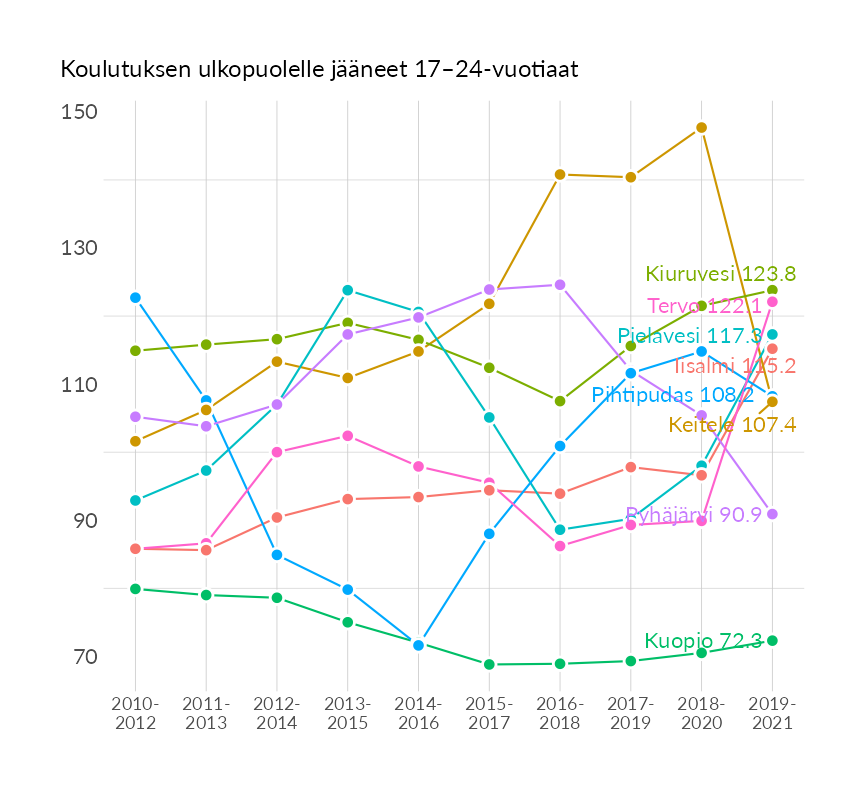 Koulutuksen ulkopuolelle jääneet 17–24-vuotiaat
150
130
110
90
70
Kiuruvesi 123.8
Tervo 122.1
Pielavesi 117.3
Iisalmi 115.2
Pihtipudas 108.2
Keitele 107.4
Pyhäjärvi 90.9
Kuopio 72.3
2010-
2012
2011-
2013
2012-
2014
2013-
2015
2014-
2016
2015-
2017
2016-
2018
2017-
2019
2018-
2020
2019-
2021